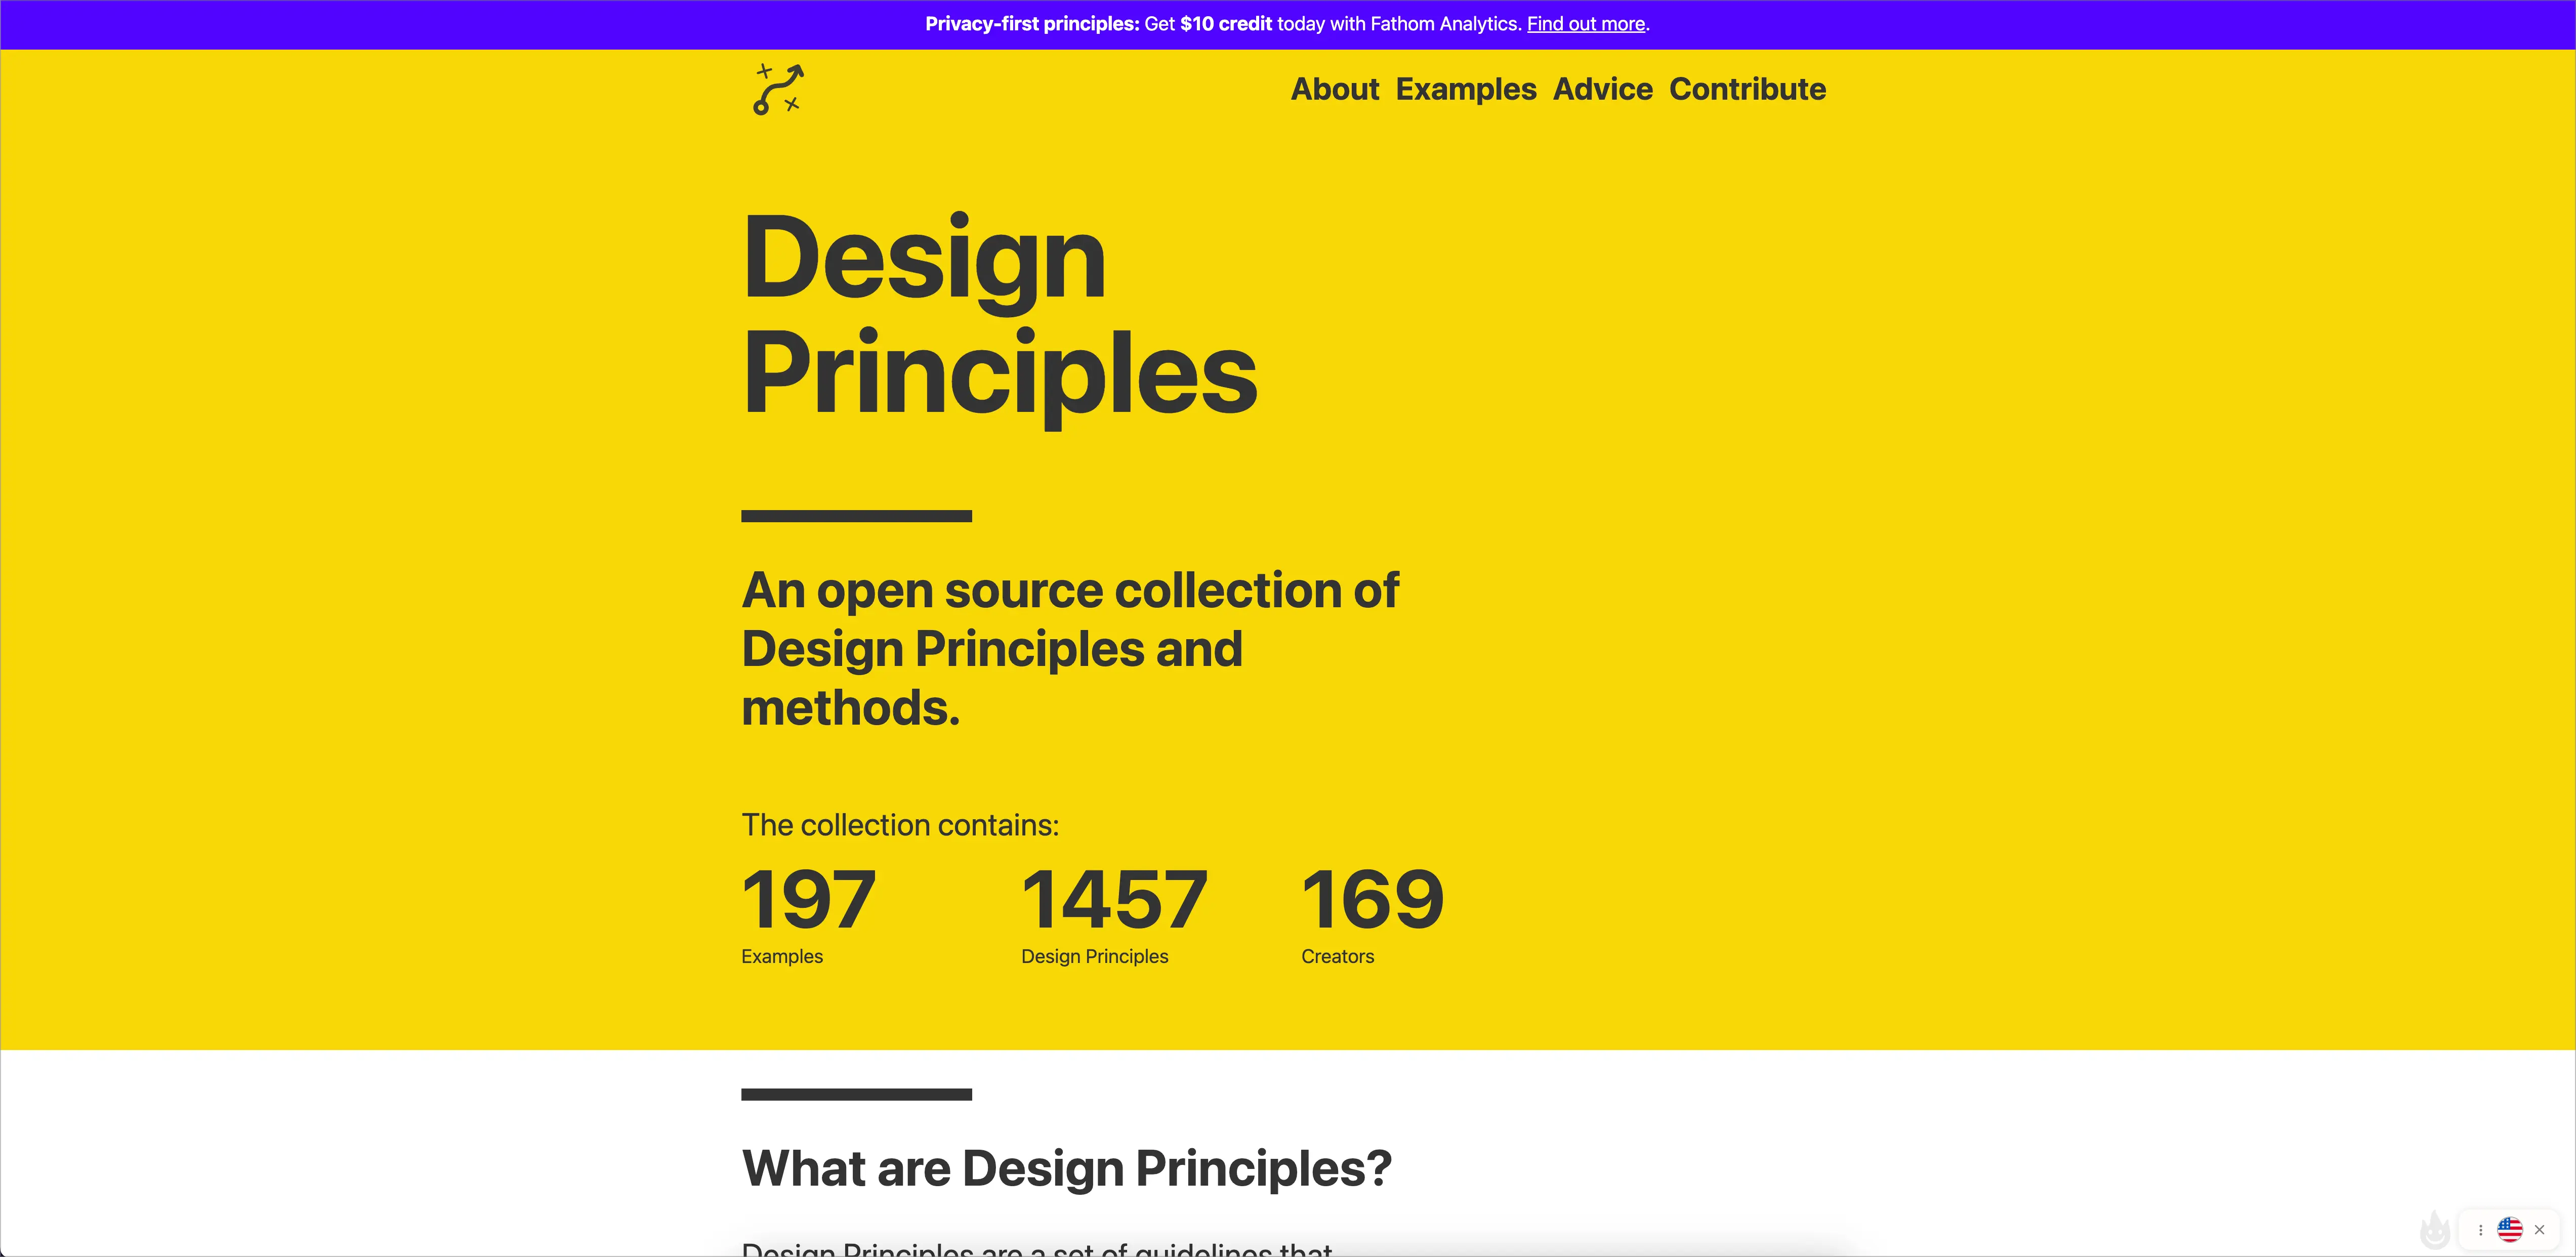 Privacy-first principles: Get $10 credit today with Fathom Analytics. Find out more.
About Examples Advice Contribute
Design
Principles
An open source collection of
Design Principles and
methods.
The collection contains:
197 1457 169
Examples Design Principles Creators
What are Design Principles?
Design Principles are a set of guidelines that